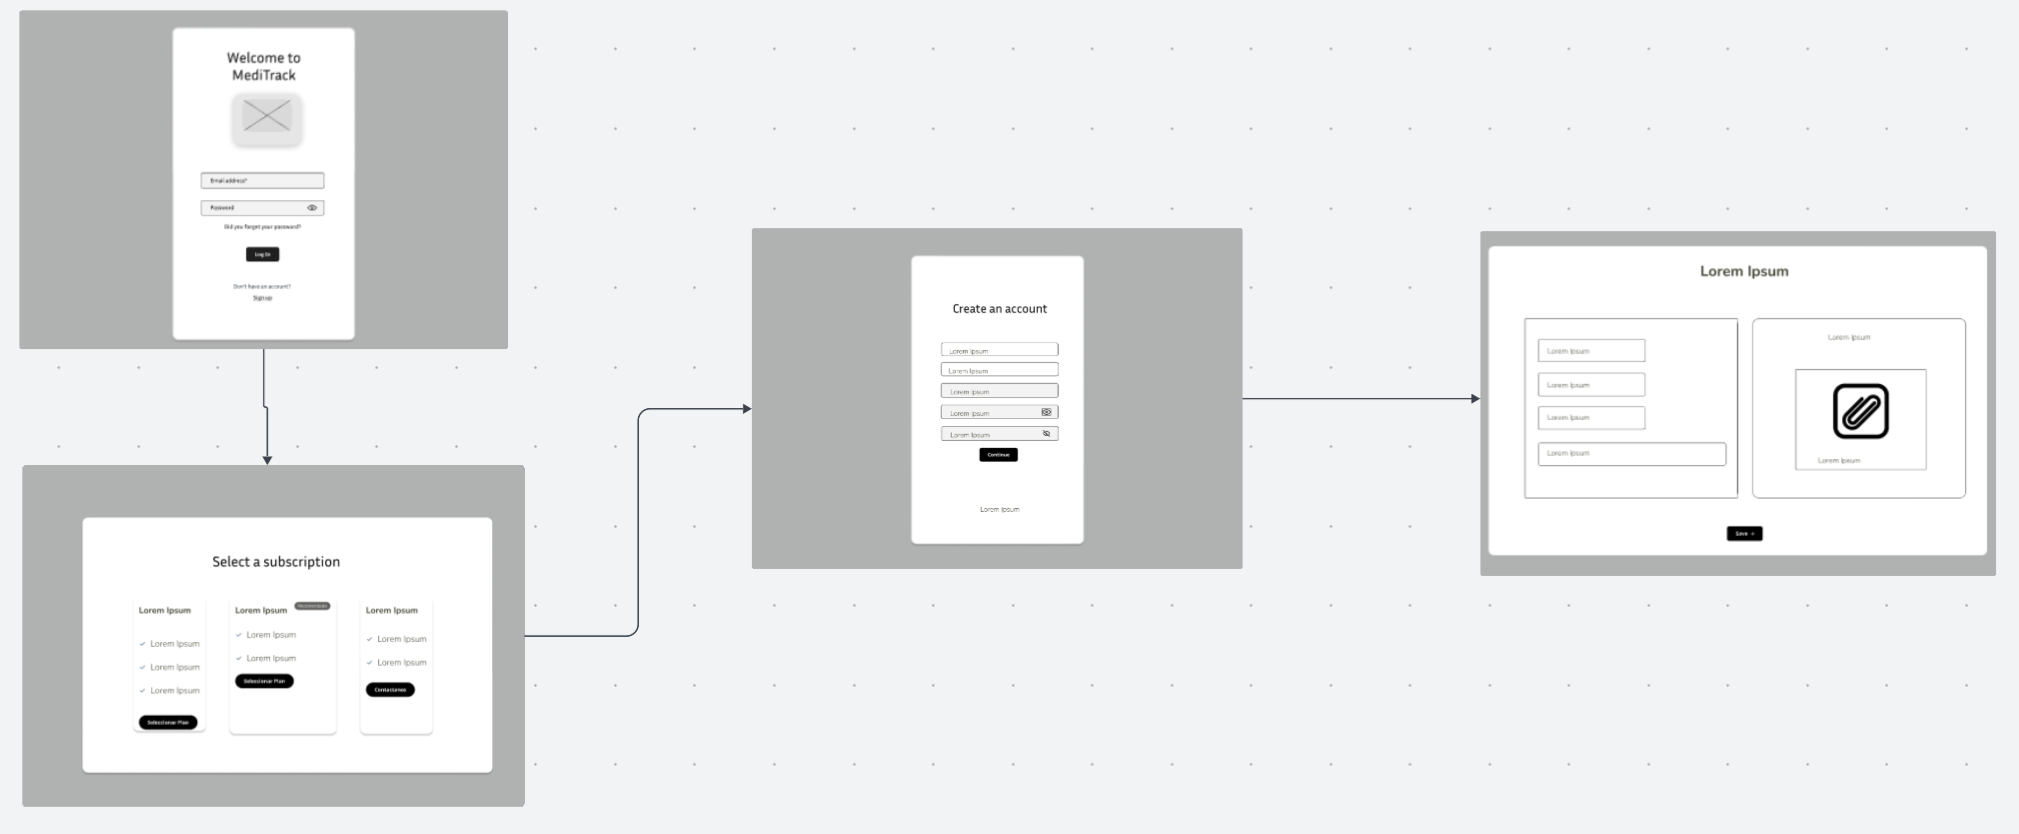 Welcome to
MediTrack
Email address*
Password
Did you forget your password?
Log In
Don't have an account?
Sign up
Select a subscription
Lorem Ipsum
Lorem Ipsum
Lorem Ipsum
Lorem Ipsum
Seleccionar Plan
Lorem Ipsum
Lorem Ipsum
Lorem Ipsum
Seleccionar Plan
Lorem Ipsum
Lorem Ipsum
Lorem Ipsum
Contactanos
Create an account
Lorem Ipsum
Lorem Ipsum
Lorem Ipsum
Lorem Ipsum
Lorem Ipsum
Continue
Lorem Ipsum
Lorem Ipsum
Lorem Ipsum
Lorem Ipsum
Lorem Ipsum
Lorem Ipsum
Lorem Ipsum
Lorem Ipsum
Save +